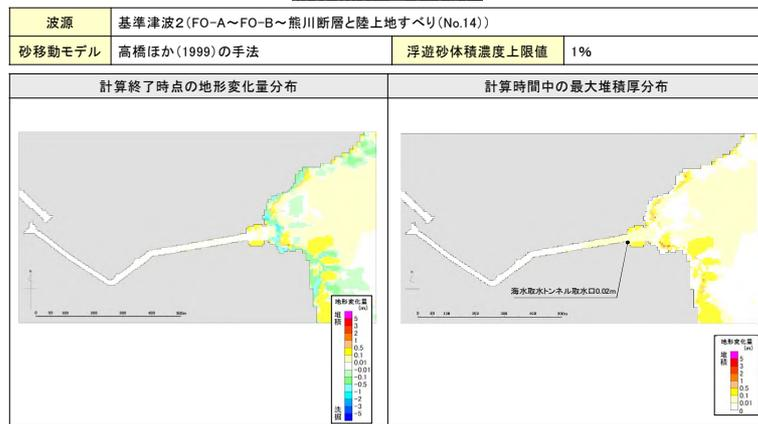 波源 基準津波2(FO-A～FO-B～熊川断層と陸上地すべり(No.14))
砂移動モデル 高橋ほか(1999)の手法 浮遊砂体積濃度上限値 1%
計算終了時点の地形変化量分布
計算時間中の最大堆積厚分布
海水取水トンネル取水口0.02m
地形変化量
(m)
堆積
5
3
2
1
0.5
0.1
0.01
-0.01
-0.1
-0.5
-1
-2
-3
-5
洗掘
地形変化量
(m)
堆積
5
3
2
1
0.5
0.1
0.01
0